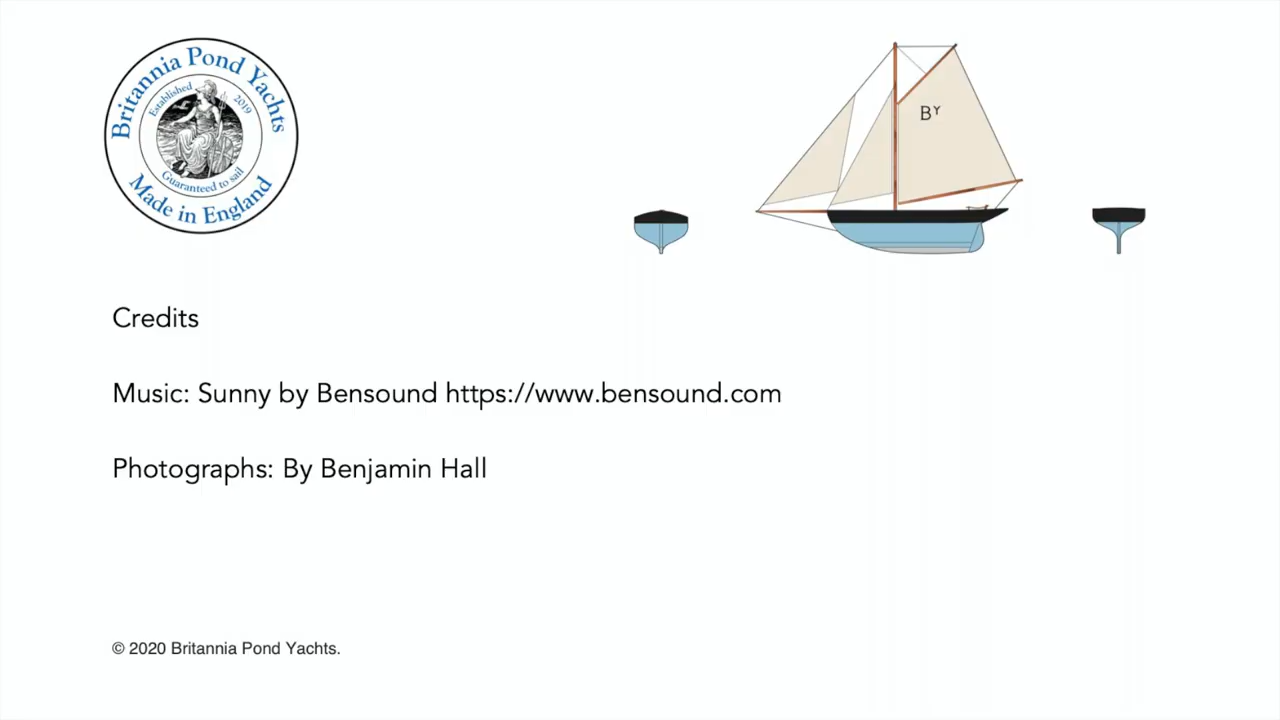 Britannia Pond Yachts
Established 2019
Guaranteed to sail
Made in England
BY
Credits
Music: Sunny by Bensound https://www.bensound.com
Photographs: By Benjamin Hall
© 2020 Britannia Pond Yachts.